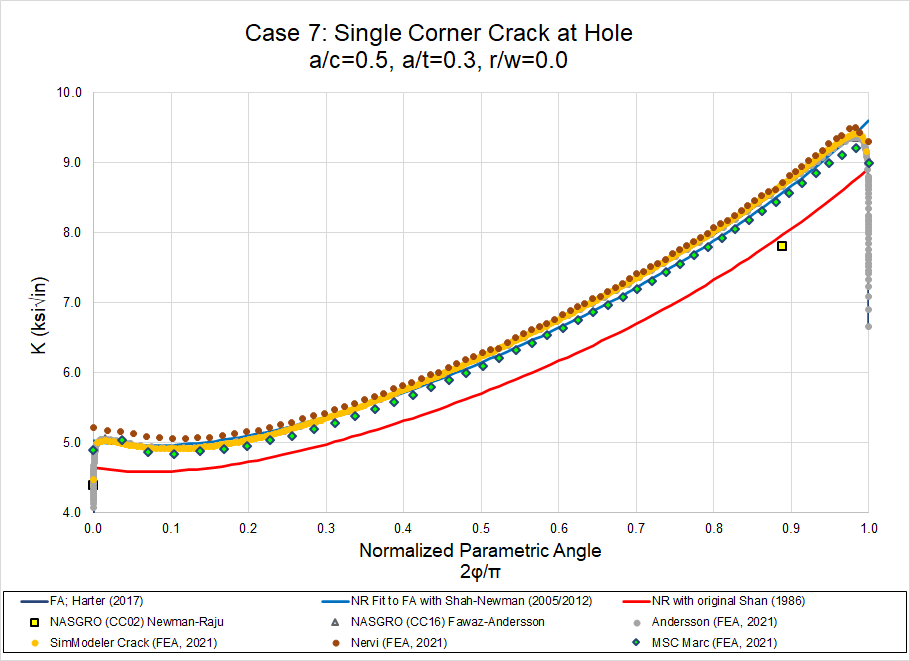 Case 7: Single Corner Crack at Hole
a/c=0.5, a/t=0.3, r/w=0.0
10.0
9.0
8.0
7.0
6.0
5.0
4.0
K (ksi√in)
0.0 0.1 0.2 0.3 0.4 0.5 0.6 0.7 0.8 0.9 1.0
Normalized Parametric Angle
2φ/π
FA; Harter (2017) NR Fit to FA with Shah-Newman (2005/2012) NR with original Shan (1986)
NASGRO (CC02) Newman-Raju NASGRO (CC16) Fawaz-Andersson Andersson (FEA, 2021)
SimModeler Crack (FEA, 2021) Nervi (FEA, 2021) MSC Marc (FEA, 2021)